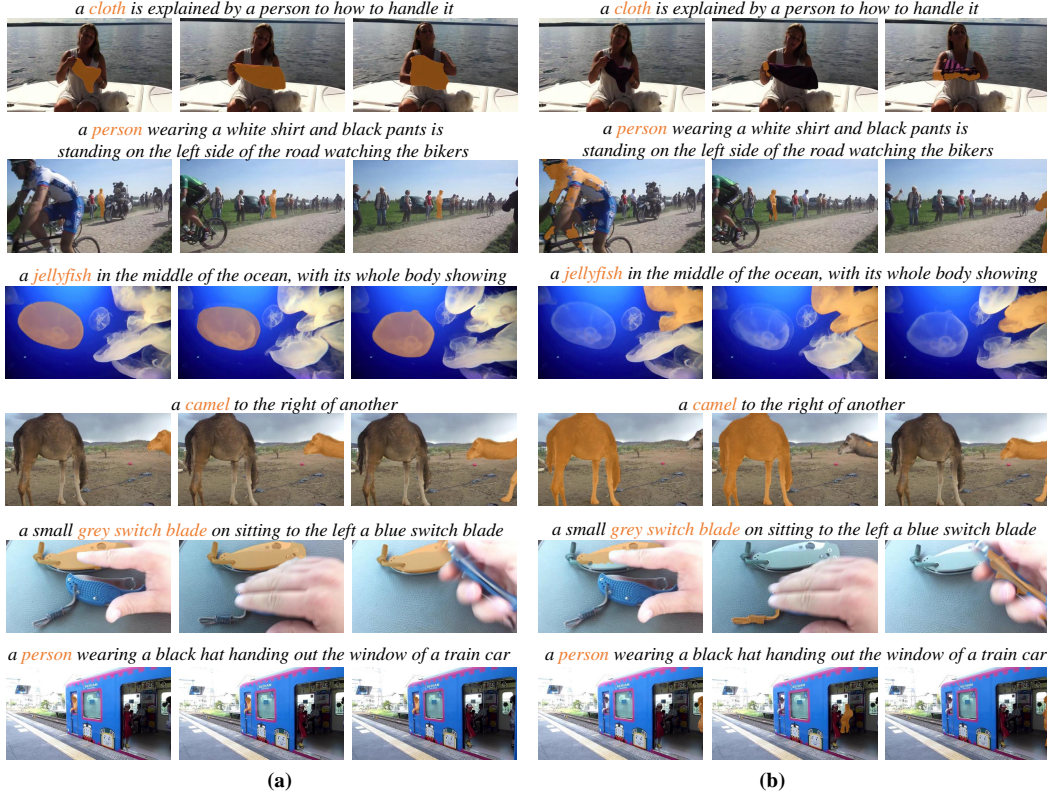 a cloth is explained by a person to how to handle it
a person wearing a white shirt and black pants is
standing on the left side of the road watching the bikers
a jellyfish in the middle of the ocean, with its whole body showing
a camel to the right of another
a small grey switch blade on sitting to the left a blue switch blade
a person wearing a black hat handing out the window of a train car
(a)
a cloth is explained by a person to how to handle it
a person wearing a white shirt and black pants is
standing on the left side of the road watching the bikers
a jellyfish in the middle of the ocean, with its whole body showing
a camel to the right of another
a small grey switch blade on sitting to the left a blue switch blade
a person wearing a black hat handing out the window of a train car
(b)